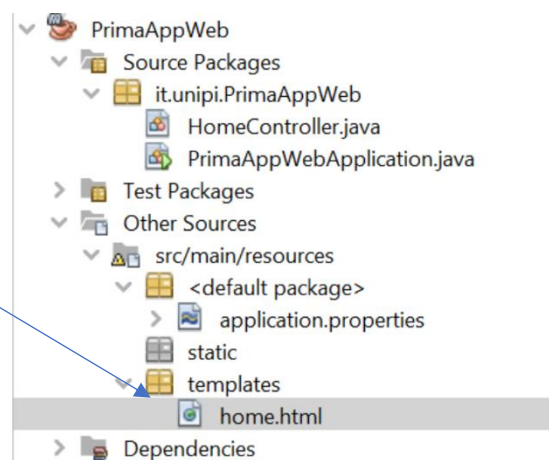 PrimaAppWeb
Source Packages
it.unipi.PrimaAppWeb
HomeController.java
PrimaAppWebApplication.java
Test Packages
Other Sources
src/main/resources
<default package>
application.properties
static
templates
home.html
Dependencies